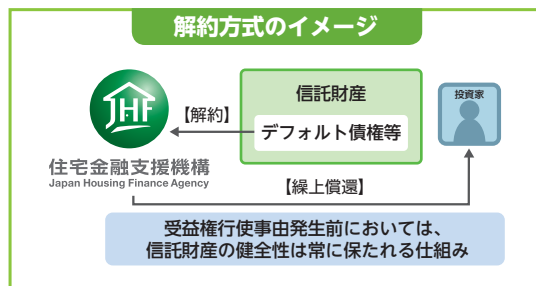 解約方式のイメージ
JHF
信託財産
投資家
【解約】
デフォルト債権等
住宅金融支援機構
Japan Housing Finance Agency
【繰上償還】
受益権行使事由発生前においては、
信託財産の健全性は常に保たれる仕組み